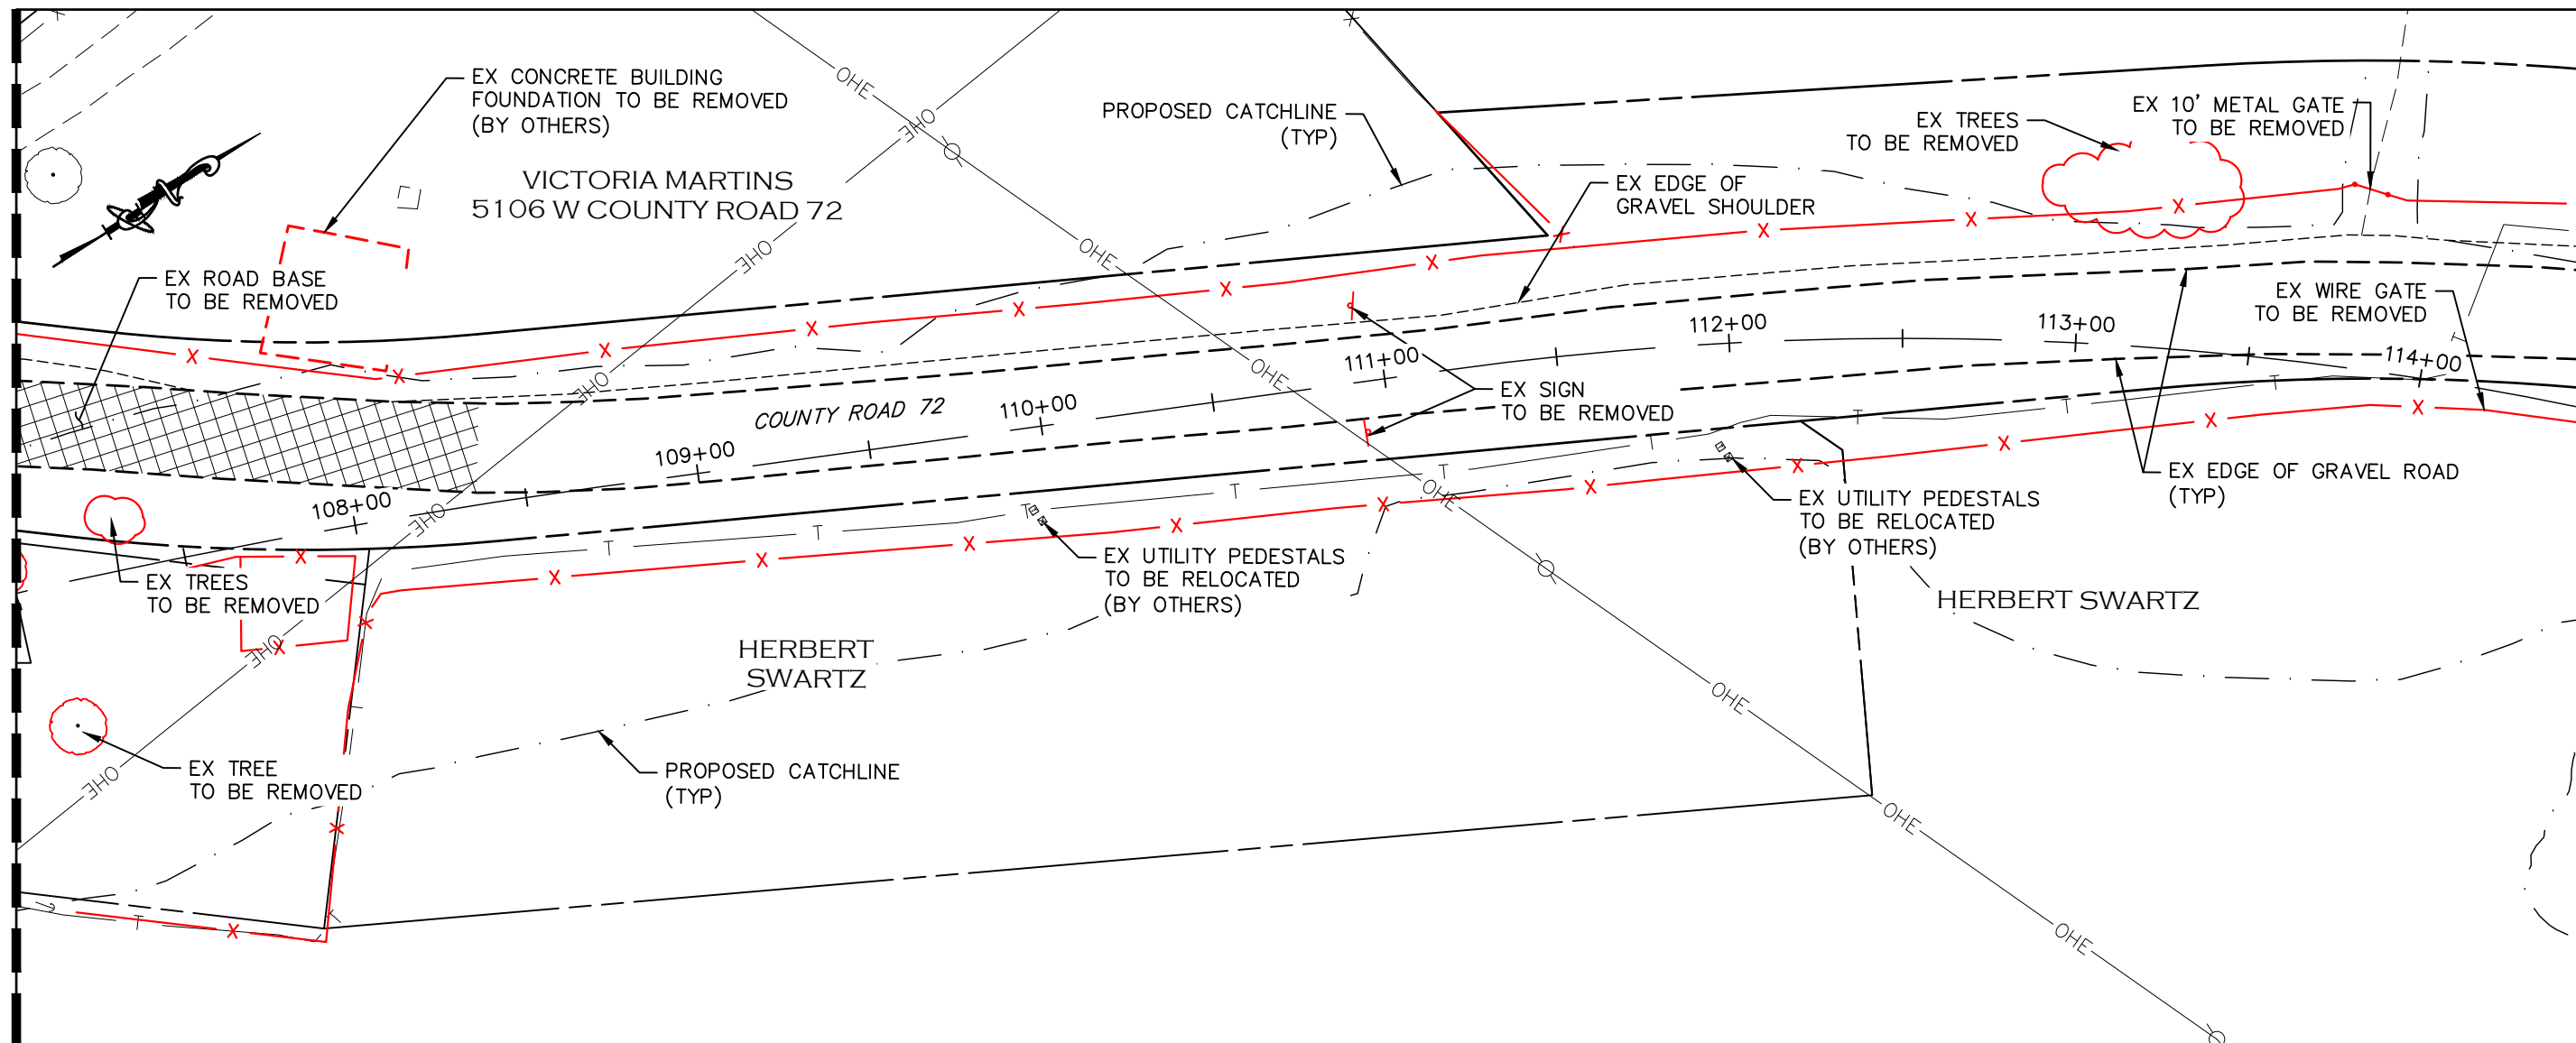 EX CONCRETE BUILDING
FOUNDATION TO BE REMOVED
(BY OTHERS)
VICTORIA MARTINS
5106 W COUNTY ROAD 72
EX ROAD BASE
TO BE REMOVED
PROPOSED CATCHLINE
(TYP)
EX EDGE OF
GRAVEL SHOULDER
EX TREES
TO BE REMOVED
EX 10' METAL GATE
TO BE REMOVED
EX WIRE GATE
TO BE REMOVED
OHE
OHE
OHE
OHE
OHE
OHE
OHE
OHE
OHE
OHE
OHE
OHE
OHE
OHE
108+00
109+00
110+00
111+00
112+00
113+00
114+00
COUNTY ROAD 72
EX SIGN
TO BE REMOVED
EX EDGE OF GRAVEL ROAD
(TYP)
EX UTILITY PEDESTALS
TO BE RELOCATED
(BY OTHERS)
EX UTILITY PEDESTALS
TO BE RELOCATED
(BY OTHERS)
EX TREES
TO BE REMOVED
HERBERT SWARTZ
HERBERT
SWARTZ
EX TREE
TO BE REMOVED
PROPOSED CATCHLINE
(TYP)